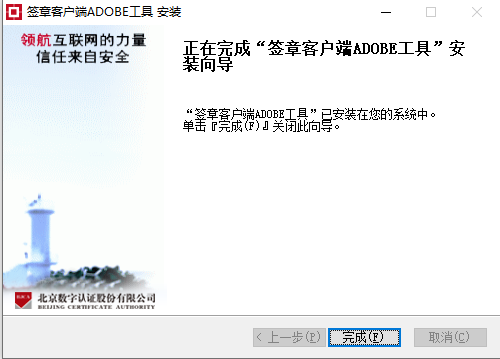 签章客户端ADOBE工具 安装
领航互联网的力量
信任来自安全
正在完成“签章客户端ADOBE工具”安
装向导
“签章客户端ADOBE工具”已安装在您的系统中。
单击『完成(F)』关闭此向导。
BJCA
北京数字认证股份有限公司
BEIJING CERTIFICATE AUTHORITY
< 上一步(P)
完成(F)
取消(C)